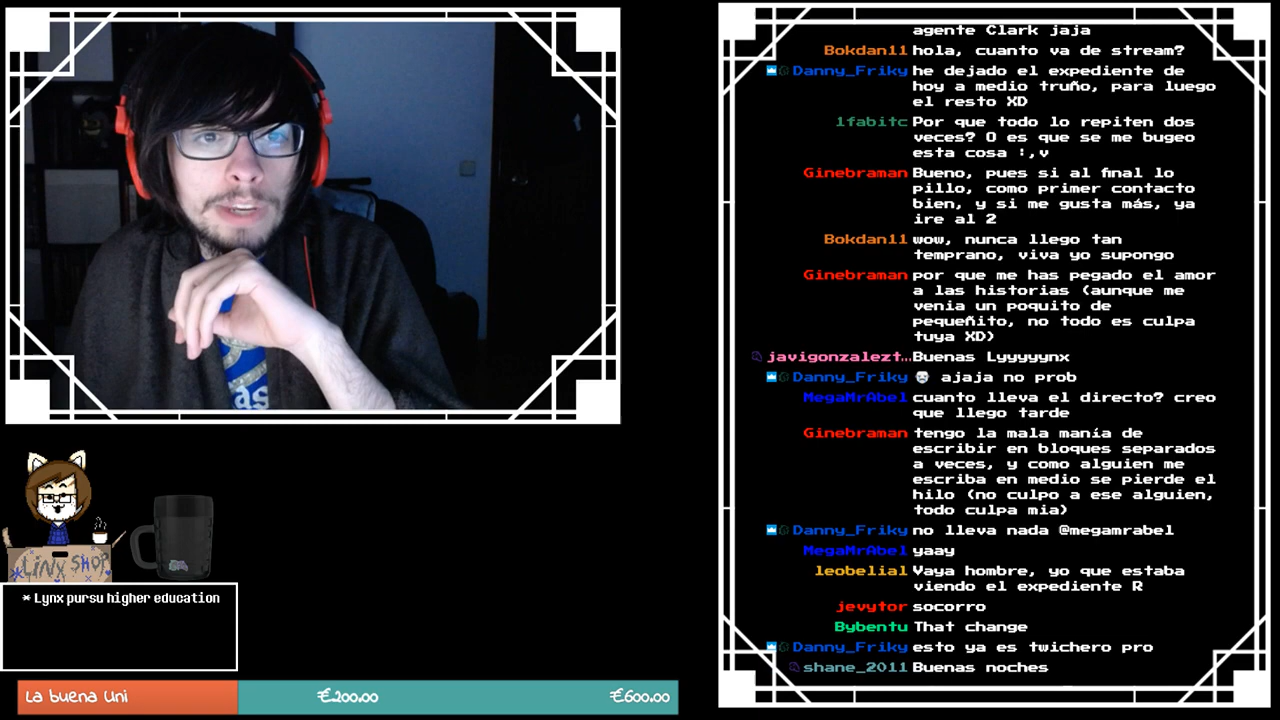 agente Clark jaja
Bokdan11 hola, cuanto va de stream?
Danny_Friky he dejado el expediente de
hoy a medio truño, para luego
el resto XD
1fabitc Por que todo lo repiten dos
veces? O es que se me bugeo
esta cosa :,v
Ginebraman Bueno, pues si al final lo
pillo, como primer contacto
bien, y si me gusta más, ya
ire al 2
Bokdan11 wow, nunca llego tan
temprano, viva yo supongo
Ginebraman por que me has pegado el amor
a las historias (aunque me
venia un poquito de
pequeñito, no todo es culpa
tuya XD)
javigonzalezt… Buenas Lyyyyynx
Danny_Friky ajaja no prob
MegaMrAbel cuanto lleva el directo? creo
que llego tarde
Ginebraman tengo la mala manía de
escribir en bloques separados
a veces, y como alguien me
escriba en medio se pierde el
hilo (no culpo a ese alguien,
todo culpa mia)
Danny_Friky no lleva nada @megamrabel
MegaMrAbel yaay
leobelial Vaya hombre, yo que estaba
viendo el expediente R
jevytor socorro
Bybentu That change
Danny_Friky esto ya es twichero pro
shane_2011 Buenas noches
as
LiNX SHOP
* Lynx pursu higher education
La buena Uni €200.00 €600.00